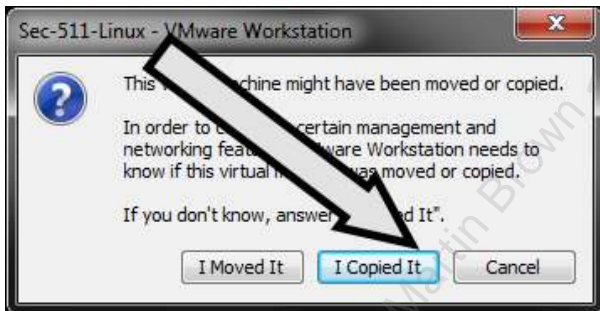 Sec-511-Linux - VMware Workstation
This machine might have been moved or copied.
In order to certain management and
networking VMware Workstation needs to
know if this virtual was moved or copied.
If you don't know, answer It".
I Moved It
I Copied It
Cancel
Martin Brown